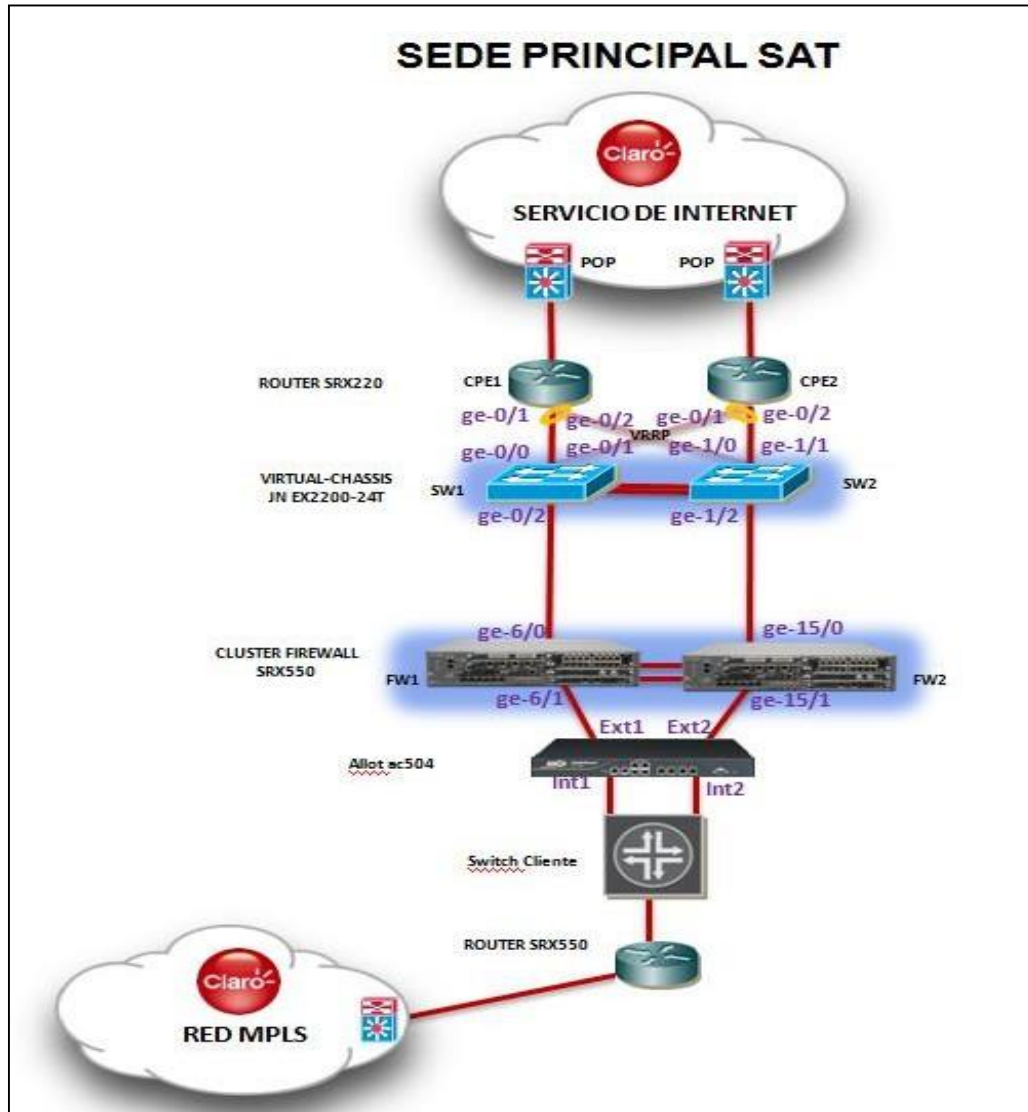 SEDE PRINCIPAL SAT
Claro
SERVICIO DE INTERNET
POP
POP
ROUTER SRX220
CPE1
CPE2
ge-0/1
ge-0/2
ge-0/1
ge-0/2
VRRP
ge-0/0
ge-0/1
ge-1/0
ge-1/1
VIRTUAL-CHASSIS
JN EX2200-24T
SW1
SW2
ge-0/2
ge-1/2
ge-6/0
ge-15/0
CLUSTER FIREWALL
SRX550
FW1
FW2
ge-6/1
ge-15/1
Ext1
Ext2
Allot ac504
Int1
Int2
Switch Cliente
ROUTER SRX550
Claro
RED MPLS